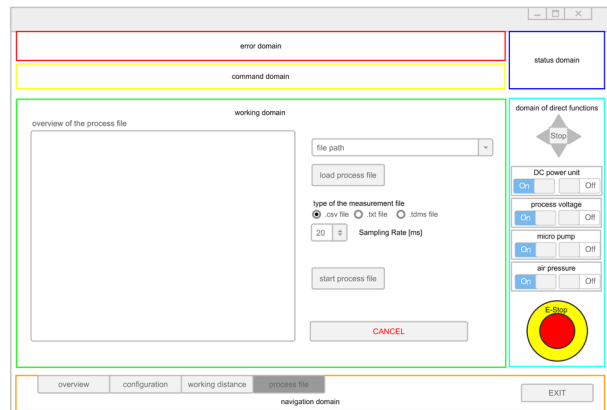 error domain
status domain
command domain
working domain
domain of direct functions
overview of the process file
Stop
file path
load process file
DC power unit
On Off
type of the measurement file
.csv file .txt file .tdms file
process voltage
On Off
20 Sampling Rate [ms]
micro pump
On Off
air pressure
On Off
start process file
E-Stop
CANCEL
overview configuration working distance process file
EXIT
navigation domain